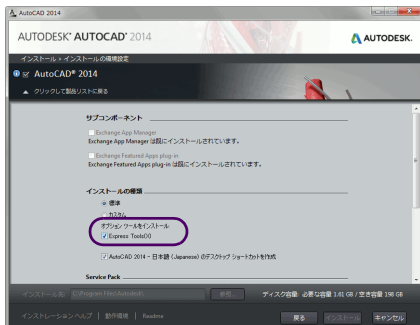 AutoCAD 2014
AUTODESK® AUTOCAD® 2014
AUTODESK.
インストール > インストールの環境設定
AutoCAD® 2014
クリックして製品リストに戻る
サブコンポーネント
Exchange App Manager
Exchange App Manager は既にインストールされています。
Exchange Featured Apps plug-in
Exchange Featured Apps plug-in は既にインストールされています。
インストールの種類
標準
カスタム
オプション ツールをインストール
Express Tools(X)
AutoCAD 2014 - 日本語 (Japanese) のデスクトップ ショートカットを作成
Service Pack
インストール先: C:\Program Files\Autodesk\ 参照...
ディスク容量: 必要な容量 1.61 GB / 空き容量 198 GB
インストレーション ヘルプ | 動作環境 | Readme
戻る インストール キャンセル